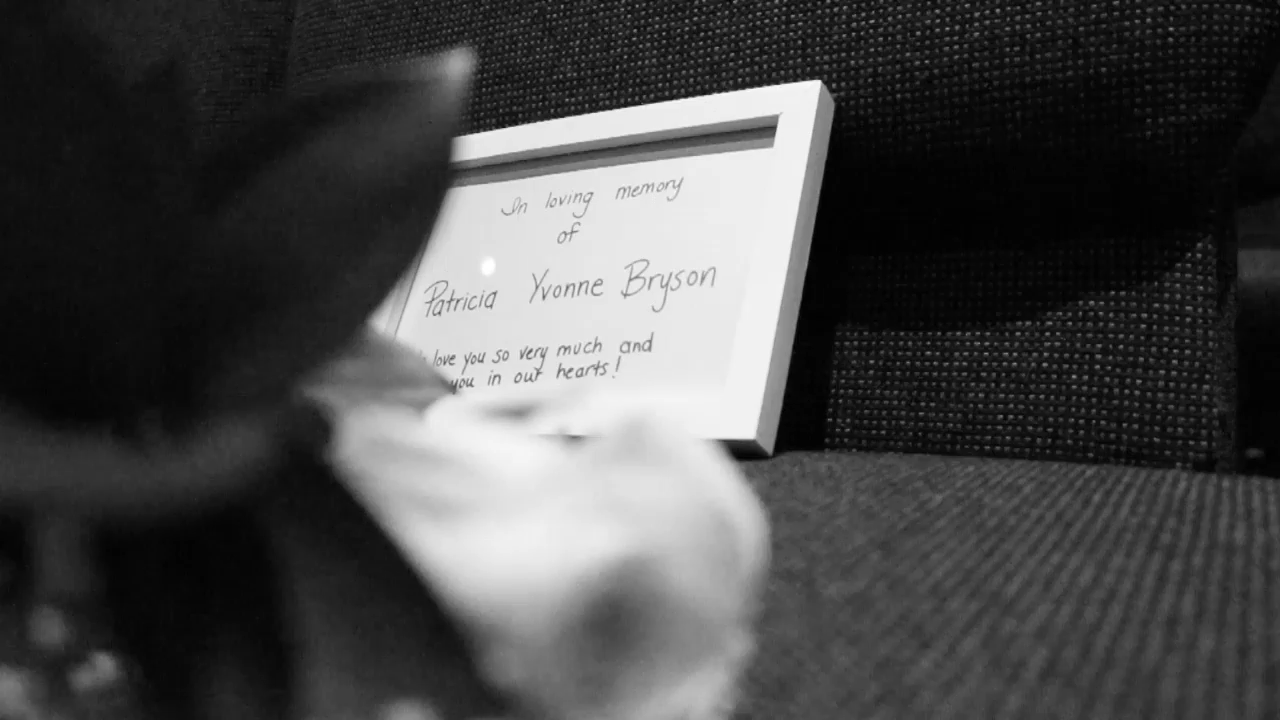 In loving memory
of
Patricia Yvonne Bryson
love you so very much and
you in our hearts!